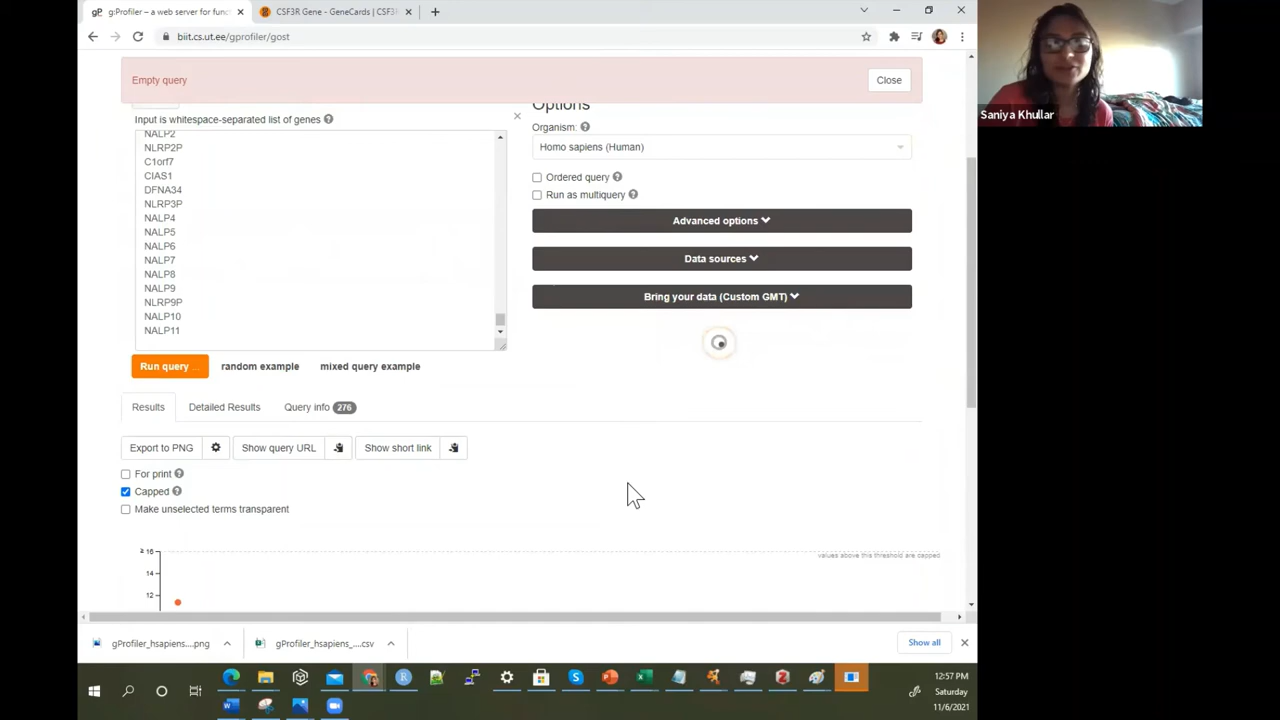 g:Profiler – a web server for func
CSF3R Gene - GeneCards | CSF3
biit.cs.ut.ee/gprofiler/gost
Empty query
Close
Options
Input is whitespace-separated list of genes
NALP2
NLRP2P
C1orf7
CIAS1
DFNA34
NLRP3P
NALP4
NALP5
NALP6
NALP7
NALP8
NALP9
NLRP9P
NALP10
NALP11
Organism:
Homo sapiens (Human)
Ordered query
Run as multiquery
Advanced options
Data sources
Bring your data (Custom GMT)
Run query ...
random example
mixed query example
Results
Detailed Results
Query info 276
Export to PNG
Show query URL
Show short link
For print
Capped
Make unselected terms transparent
≥ 16
values above this threshold are capped
14
12
gProfiler_hsapiens....png
gProfiler_hsapiens_....csv
Show all
12:57 PM
Saturday
11/6/2021
Saniya Khullar